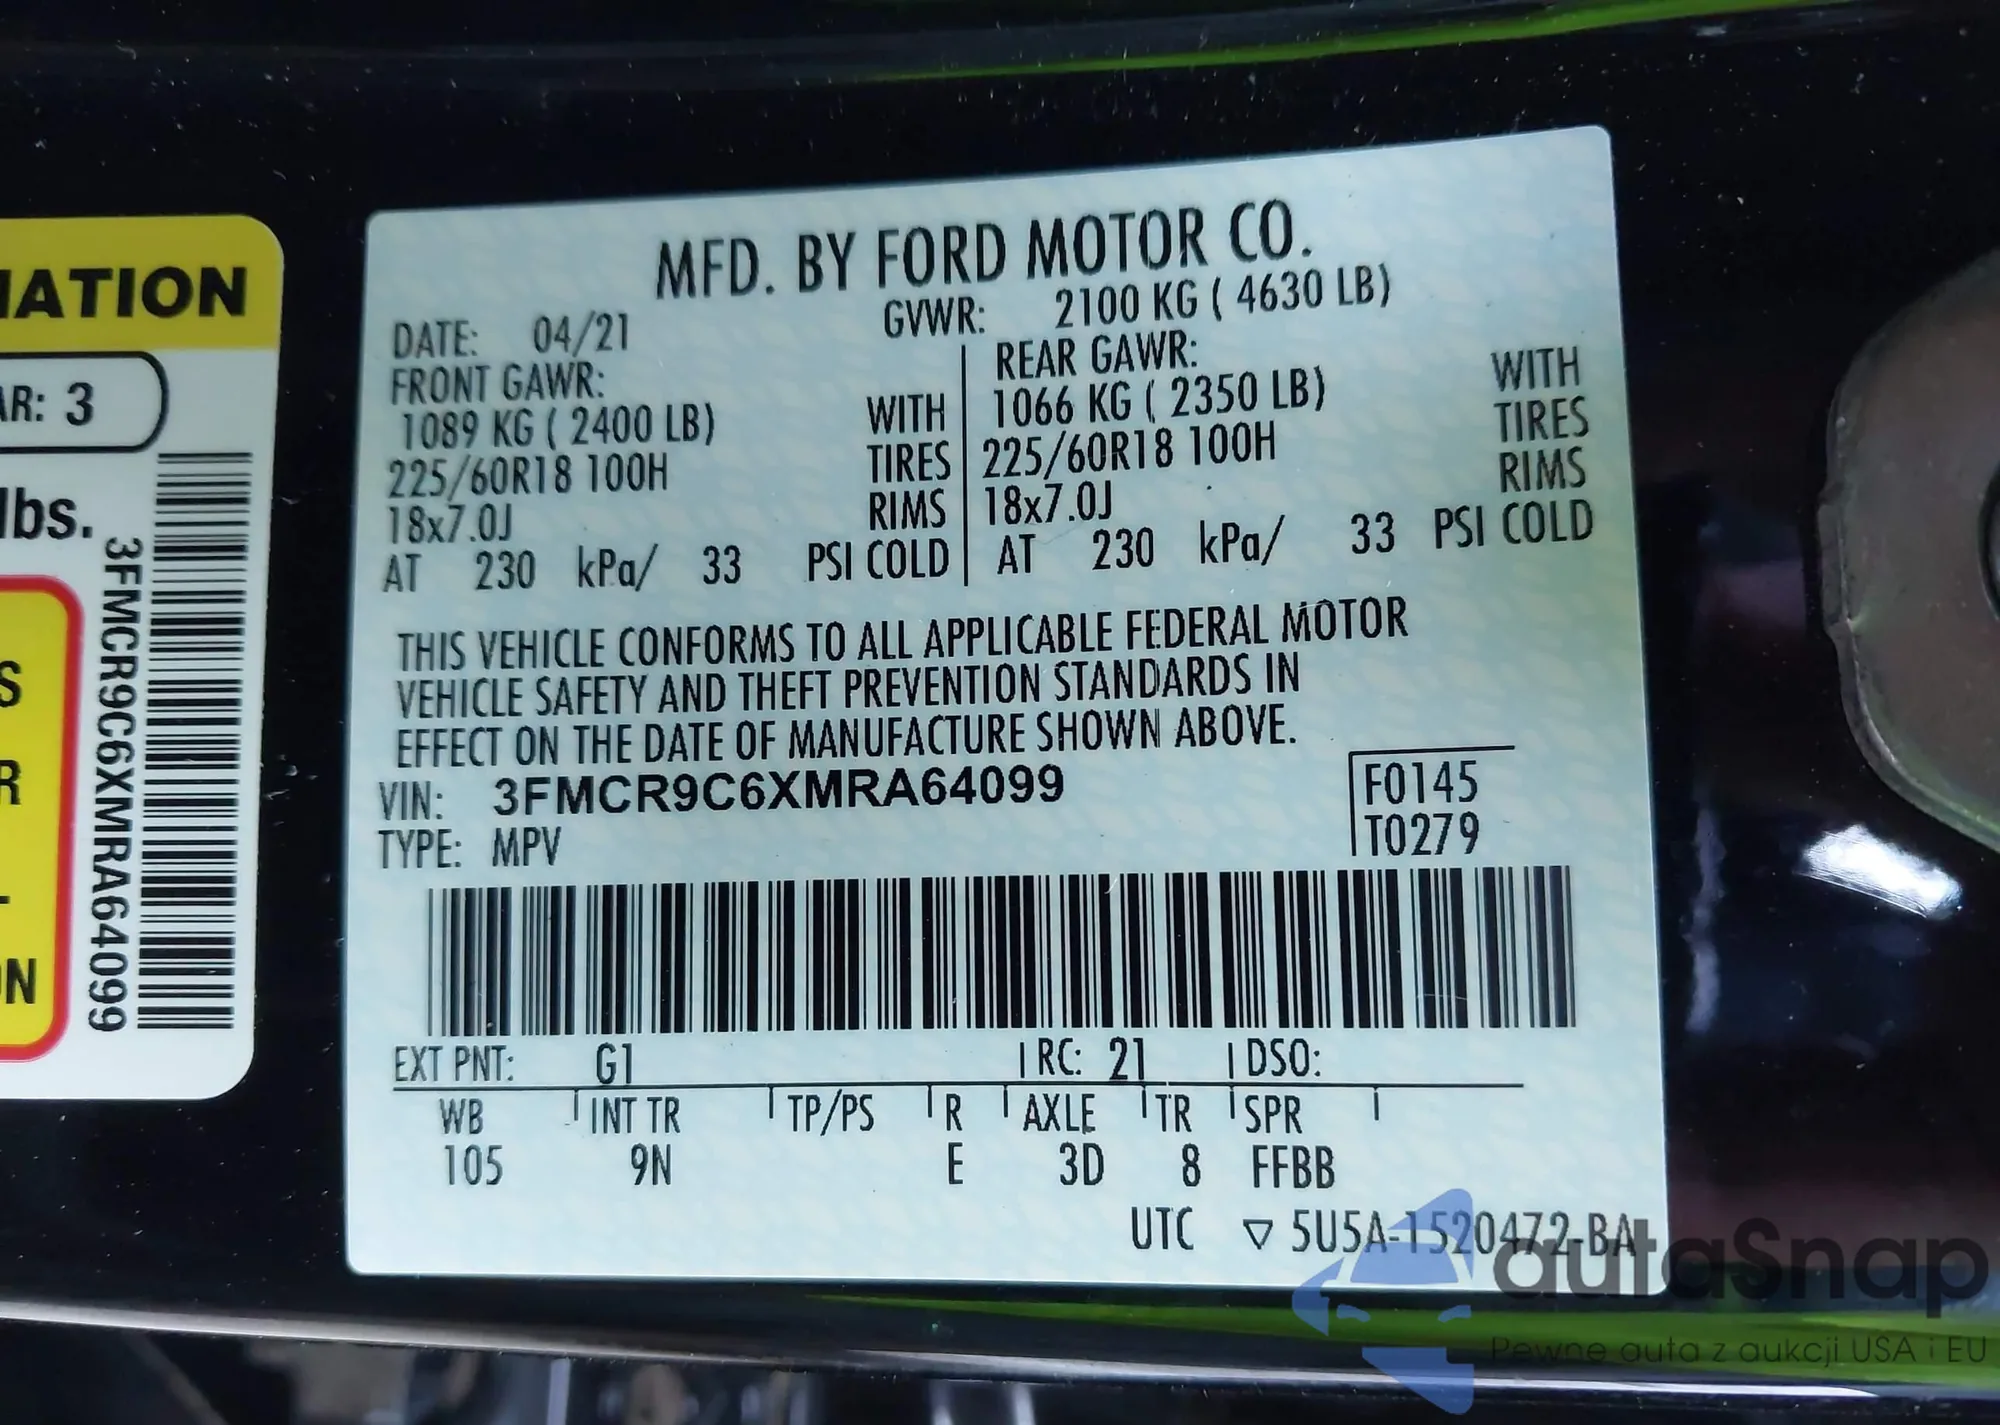 MATION
AR: 3
lbs.
3FMCR9C6XMRA64099
S
R
ON
MFD. BY FORD MOTOR CO.
DATE: 04/21 GVWR: 2100 KG ( 4630 LB)
FRONT GAWR: REAR GAWR:
1089 KG ( 2400 LB) WITH 1066 KG ( 2350 LB) WITH
225/60R18 100H TIRES 225/60R18 100H TIRES
18x7.0J RIMS 18x7.0J RIMS
AT 230 kPa/ 33 PSI COLD AT 230 kPa/ 33 PSI COLD
THIS VEHICLE CONFORMS TO ALL APPLICABLE FEDERAL MOTOR
VEHICLE SAFETY AND THEFT PREVENTION STANDARDS IN
EFFECT ON THE DATE OF MANUFACTURE SHOWN ABOVE.
VIN: 3FMCR9C6XMRA64099 F0145
TYPE: MPV T0279
EXT PNT: G1 RC: 21 DSO:
WB INT TR TP/PS R AXLE TR SPR
105 9N E 3D 8 FFBB
UTC ▽ 5U5A-1520472-BA
autaSnap
Pewne auta z aukcji USA i EU